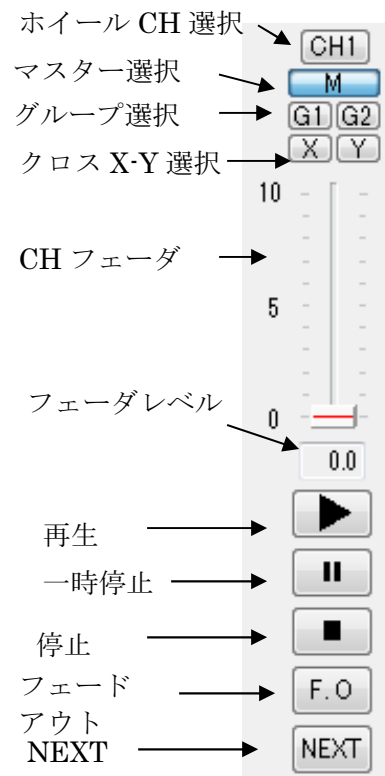 ホイール CH 選択
CH1
マスター選択
M
グループ選択
G1 G2
クロス X-Y 選択
X Y
10
CH フェーダ
5
フェーダレベル
0
0.0
再生
一時停止
停止
フェード
アウト
F.O
NEXT
NEXT